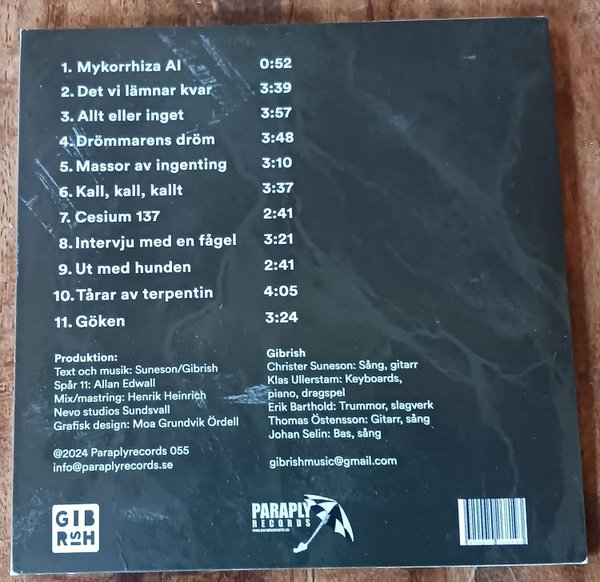 1. Mykorrhiza AI 0:52
2. Det vi lämnar kvar 3:39
3. Allt eller inget 3:57
4. Drömmarens dröm 3:48
5. Massor av ingenting 3:10
6. Kall, kall, kallt 3:37
7. Cesium 137 2:41
8. Intervju med en fågel 3:21
9. Ut med hunden 2:41
10. Tårar av terpentin 4:05
11. Göken 3:24
Produktion:
Text och musik: Suneson/Gibrish
Spår 11: Allan Edwall
Mix/mastring: Henrik Heinrich
Nevo studios Sundsvall
Grafisk design: Moa Grundvik Ördell
@2024 Paraplyrecords 055
info@paraplyrecords.se
Gibrish
Christer Suneson: Sång, gitarr
Klas Ullerstam: Keyboards,
piano, dragspel
Erik Barthold: Trummor, slagverk
Thomas Östensson: Gitarr, sång
Johan Selin: Bas, sång
gibrishmusic@gmail.com
GIB
RISH
PARAPLY
RECORDS
www.paraplyrecords.se